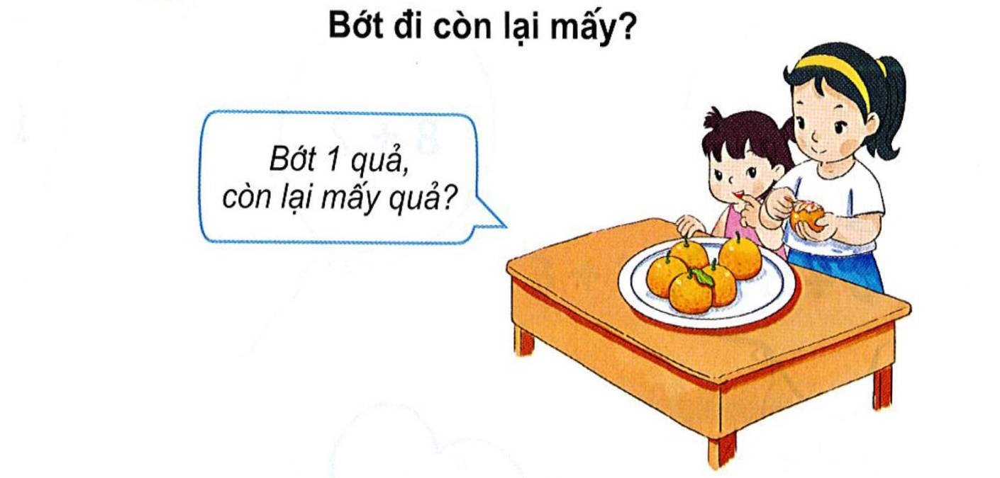 Bớt đi còn lại mấy?
Bớt 1 quả,
còn lại mấy quả?